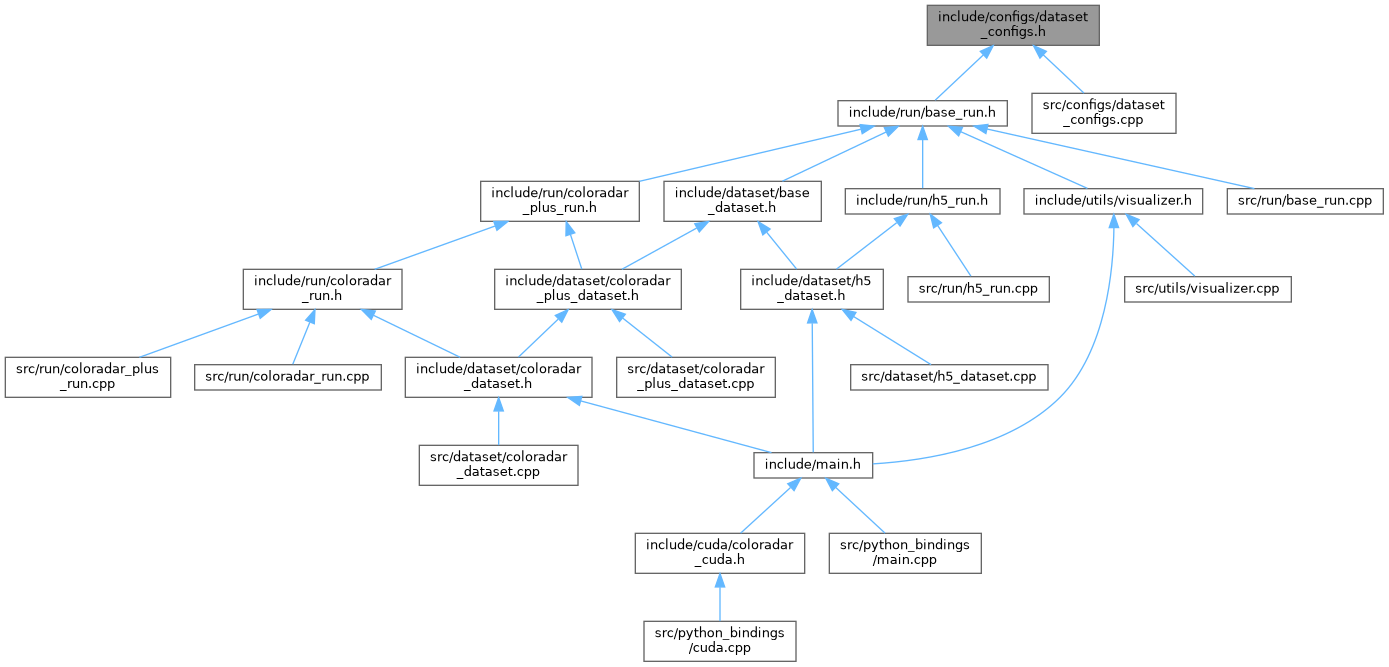 include/configs/dataset
_configs.h
include/run/base_run.h
src/configs/dataset
_configs.cpp
include/run/coloradar
_plus_run.h
include/dataset/base
_dataset.h
include/run/h5_run.h
include/utils/visualizer.h
src/run/base_run.cpp
include/run/coloradar
_run.h
include/dataset/coloradar
_plus_dataset.h
include/dataset/h5
_dataset.h
src/run/h5_run.cpp
src/utils/visualizer.cpp
src/run/coloradar_plus
_run.cpp
src/run/coloradar_run.cpp
include/dataset/coloradar
_dataset.h
src/dataset/coloradar
_plus_dataset.cpp
src/dataset/h5_dataset.cpp
src/dataset/coloradar
_dataset.cpp
include/main.h
include/cuda/coloradar
_cuda.h
src/python_bindings
/main.cpp
src/python_bindings
/cuda.cpp